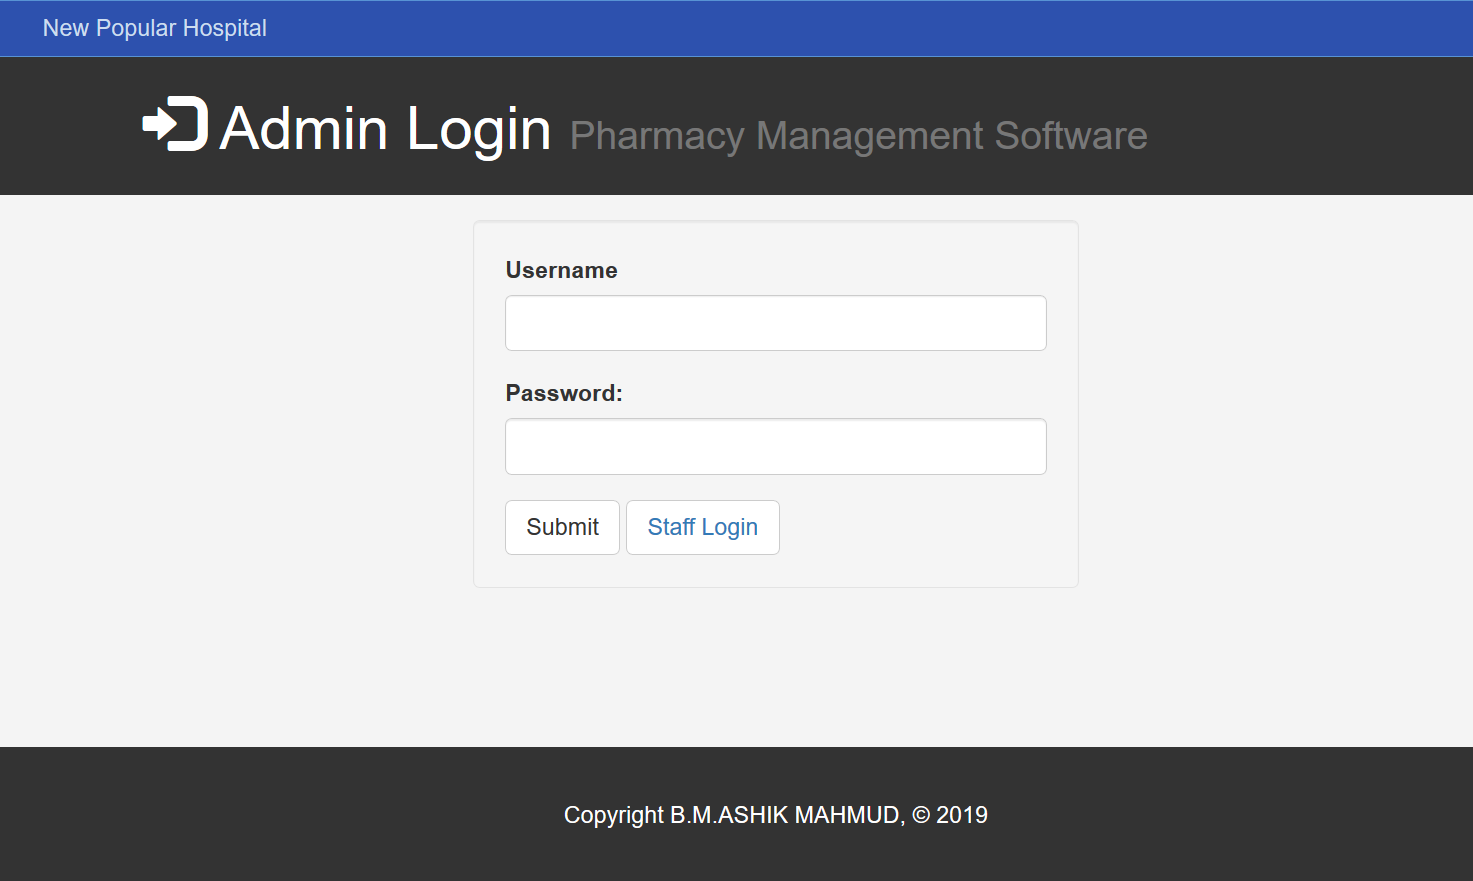 New Popular Hospital
Admin Login Pharmacy Management Software
Username
Password:
Submit Staff Login
Copyright B.M.ASHIK MAHMUD, © 2019